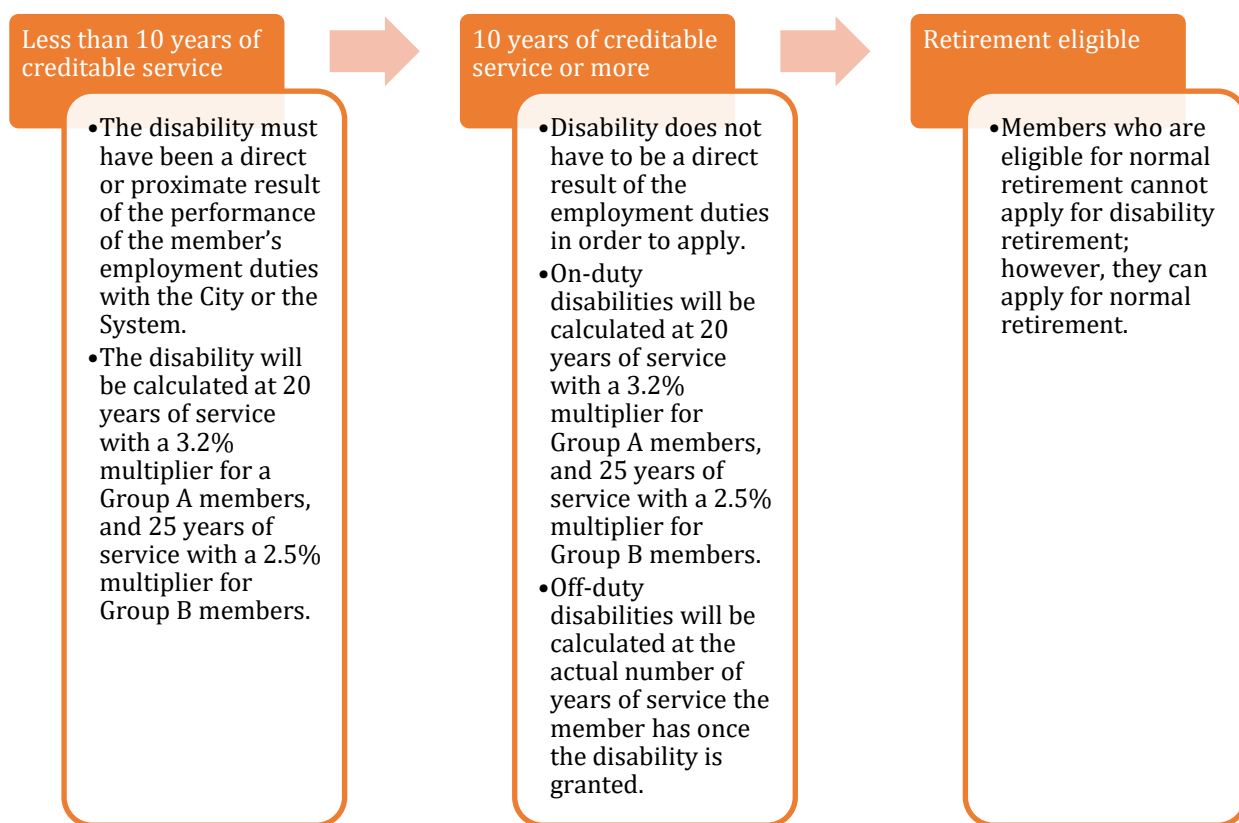 Less than 10 years of
creditable service
•The disability must
have been a direct
or proximate result
of the performance
of the member's
employment duties
with the City or the
System.
•The disability will
be calculated at 20
years of service
with a 3.2%
multiplier for a
Group A members,
and 25 years of
service with a 2.5%
multiplier for
Group B members.
10 years of creditable
service or more
•Disability does not
have to be a direct
result of the
employment duties
in order to apply.
•On-duty
disabilities will be
calculated at 20
years of service
with a 3.2%
multiplier for
Group A members,
and 25 years of
service with a 2.5%
multiplier for
Group B members.
•Off-duty
disabilities will be
calculated at the
actual number of
years of service the
member has once
the disability is
granted.
Retirement eligible
•Members who are
eligible for normal
retirement cannot
apply for disability
retirement;
however, they can
apply for normal
retirement.